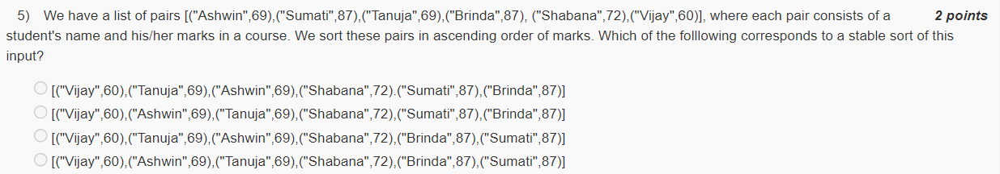 5) We have a list of pairs [("Ashwin",69),("Sumati",87),("Tanuja",69),("Brinda",87), ("Shabana",72),("Vijay",60)], where each pair consists of a 2 points
student's name and his/her marks in a course. We sort these pairs in ascending order of marks. Which of the folllowing corresponds to a stable sort of this
input?
[("Vijay",60),("Tanuja",69),("Ashwin",69),("Shabana",72).("Sumati",87),("Brinda",87)]
[("Vijay",60),("Ashwin",69),("Tanuja",69),("Shabana",72),("Sumati",87),("Brinda",87)]
[("Vijay",60),("Tanuja",69),("Ashwin",69),("Shabana",72),("Brinda",87),("Sumati",87)]
[("Vijay",60),("Ashwin",69),("Tanuja",69),("Shabana",72),("Brinda",87),("Sumati",87)]